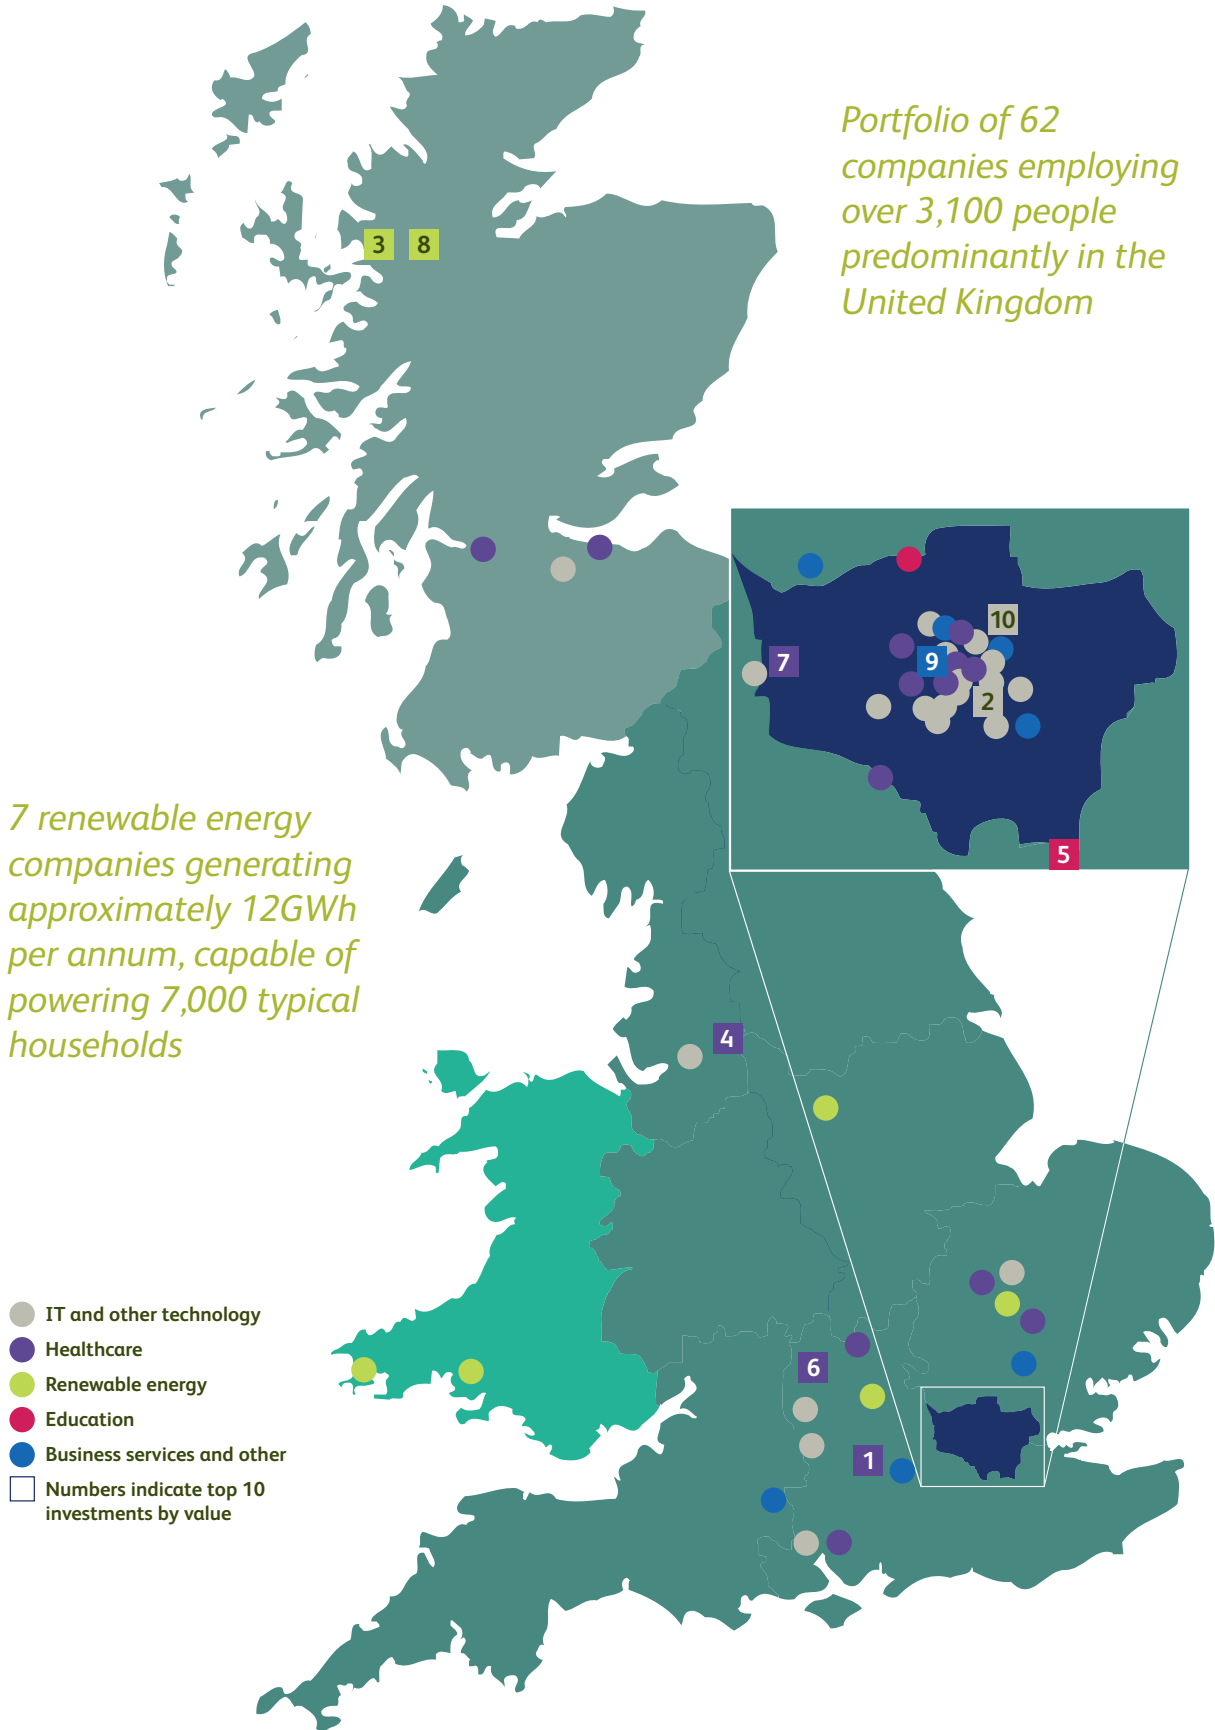 Portfolio of 62
companies employing
over 3,100 people
predominantly in the
United Kingdom
3 8
10
7
9
2
5
7 renewable energy
companies generating
approximately 12GWh
per annum, capable of
powering 7,000 typical
households
4
6
1
IT and other technology
Healthcare
Renewable energy
Education
Business services and other
Numbers indicate top 10
investments by value